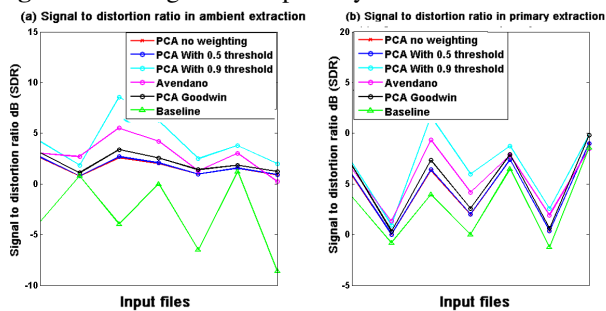 (a) Signal to distortion ratio in ambient extraction
Signal to distortion ratio dB (SDR)
15
10
5
0
-5
-10
PCA no weighting
PCA With 0.5 threshold
PCA With 0.9 threshold
Avendano
PCA Goodwin
Baseline
Input files
(b) Signal to distortion ratio in primary extraction
Signal to distortion ratio dB (SDR)
20
0
5
0
-5
PCA no weighting
PCA With 0.5 threshold
PCA With 0.9 threshold
Avendano
PCA Goodwin
Baseline
Input files